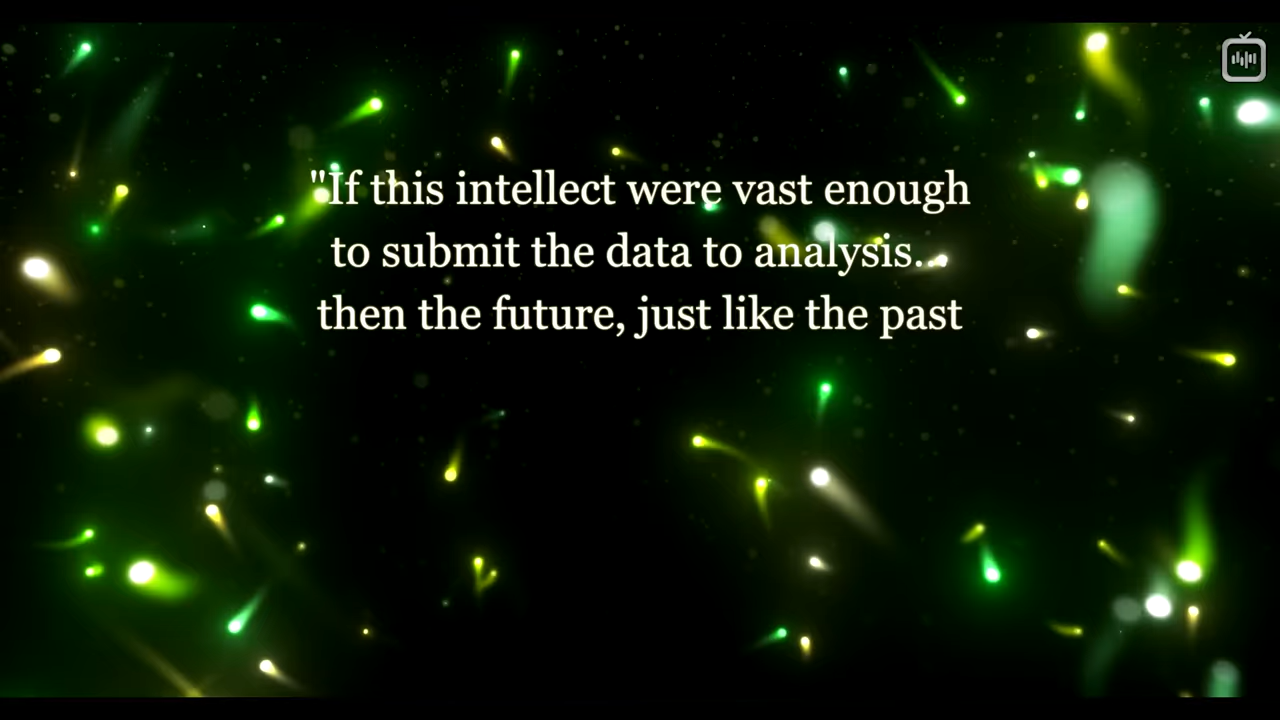 "If this intellect were vast enough
to submit the data to analysis...
then the future, just like the past